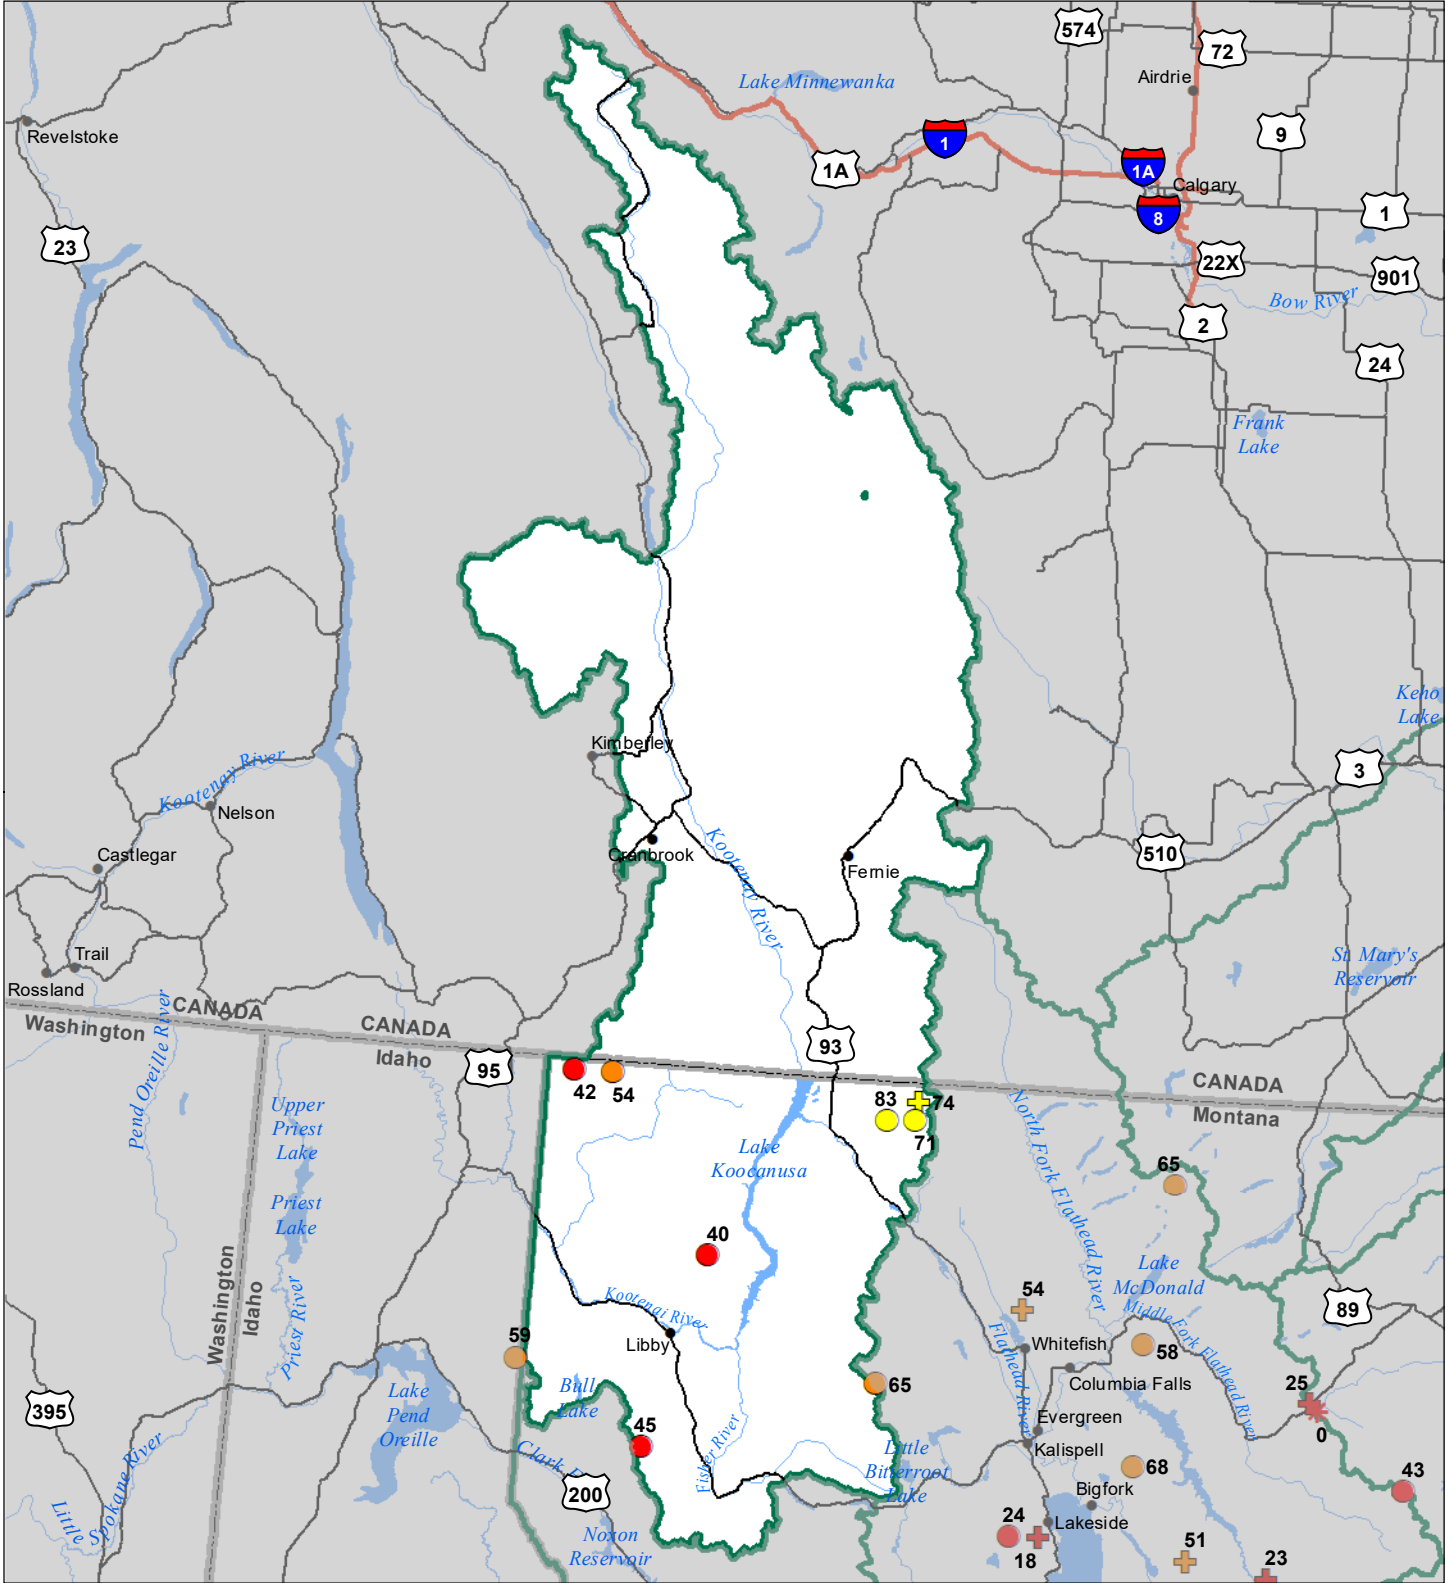 574
72
Airdrie
Lake Minnewanka
9
Revelstoke
1
1A
1A
Calgary
8
1
23
22X
901
Bow River
2
24
Frank
Lake
Keho
Lake
Kimberley
Kootenay River
3
Nelson
Kootenay River
Cranbrook
Castlegar
Fernie
510
Trail
St. Mary's
Reservoir
Rossland
CANADA
Washington
CANADA
Idaho
95
93
Pend Oreille River
42
54
83
74
71
CANADA
Montana
Upper
Priest
Lake
Lake
Koocanusa
North Fork Flathead River
65
Priest
Lake
40
Lake
McDonald
Washington
Idaho
Priest River
Kootenai River
54
Middle Fork Flathead River
89
59
Libby
Flathead River
Whitefish
58
Columbia Falls
65
395
Lake
Pend
Oreille
Bull
Lake
25
0
Evergreen
Kalispell
45
Clark
Fisher River
Little
Bitterroot
Lake
68
43
Little Spokane River
200
Bigfork
24
18
Lakeside
Noxon
Reservoir
51
23